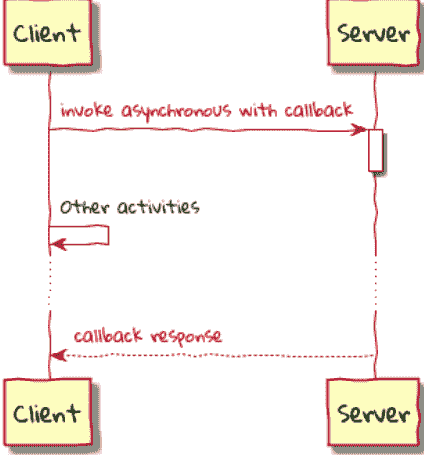 Client Server
invoke asynchronous with callback
Other activities
callback response
Client Server